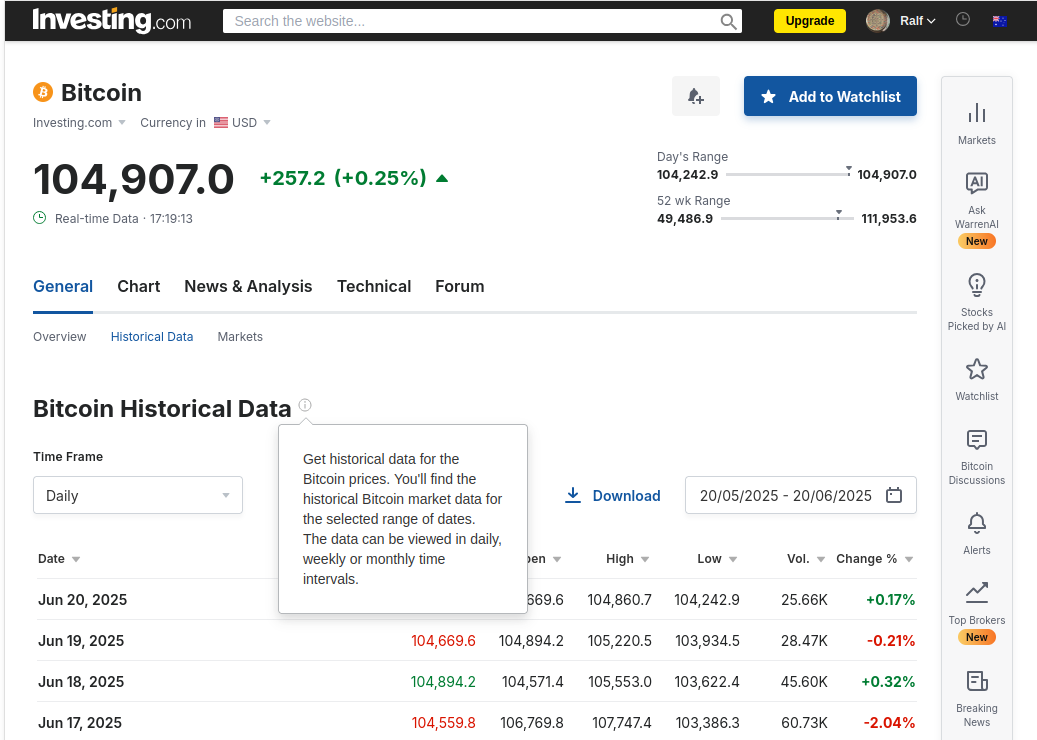 Investing.com
Search the website...
Upgrade
Ralf
Bitcoin
Add to Watchlist
Investing.com Currency in USD
104,907.0 +257.2 (+0.25%)
Real-time Data · 17:19:13
Day's Range
104,242.9 104,907.0
52 wk Range
49,486.9 111,953.6
General Chart News & Analysis Technical Forum
Overview Historical Data Markets
Bitcoin Historical Data
Time Frame
Daily
Get historical data for the
Bitcoin prices. You'll find the
historical Bitcoin market data for
the selected range of dates.
The data can be viewed in daily,
weekly or monthly time
intervals.
Download
20/05/2025 - 20/06/2025
Date High Low Vol. Change %
Jun 20, 2025 104,860.7 104,242.9 25.66K +0.17%
Jun 19, 2025 104,669.6 104,894.2 105,220.5 103,934.5 28.47K -0.21%
Jun 18, 2025 104,894.2 104,571.4 105,553.0 103,622.4 45.60K +0.32%
Jun 17, 2025 104,559.8 106,769.8 107,747.4 103,386.3 60.73K -2.04%
Markets
AI
Ask
WarrenAI
New
Stocks
Picked by AI
Watchlist
Bitcoin
Discussions
Alerts
Top Brokers
New
Breaking
News